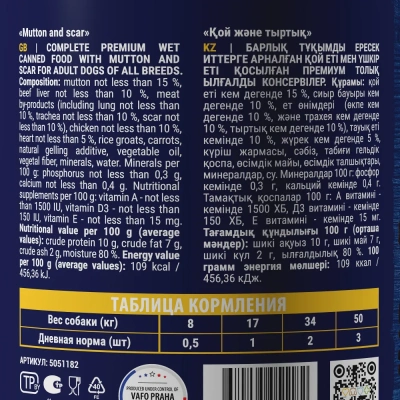 «Mutton and scar»
GB | COMPLETE PREMIUM WET
CANNED FOOD WITH MUTTON AND
SCAR FOR ADULT DOGS OF ALL BREEDS.
Composition: mutton not less than 15 %,
beef liver not less than 10 %, meat
by-products (including lung not less than
10 %, trachea not less than 10 %, scar not
less than 10 %), chicken not less than 10 %,
heart not less than 5 %, rice groats, carrots,
natural gelling additive, vegetable oil,
vegetal fiber, minerals, water. Minerals per
100 g: phosphorus not less than 0,3 g,
calcium not less than 0,4 g. Nutritional
supplements per 100 g: vitamin A - not less
than 1500 IU, vitamin D3 - not less than
150 IU, vitamin E - not less than 15 mg.
Nutritional value per 100 g (average
values): crude protein 10 g, crude fat 7 g,
crude ash 2 g, moisture 80 %. Energy value
per 100 g (average values): 109 kcal /
456,36 kJ.
«Қой және тыртық»
KZ | БАРЛЫҚ ТҰҚЫМДЫ ЕРЕСЕК
ИТТЕРГЕ АРНАЛҒАН ҚОЙ ЕТІ МЕН ҮШКІР
ЕТІ ҚОСЫЛҒАН ПРЕМИУМ ТОЛЫҚ
ЫЛҒАЛДЫ КОНСЕРВІЛЕР. Құрамы: қой
еті кем дегенде 15 %, сиыр бауыры кем
дегенде 10 %, ет өнімдері (өкпе кем
дегенде 10 %, және трахея кем дегенде
10 %, тыртық кем дегенде 10 %), тауық еті
кемінде 10 %, жүрек кем дегенде 5 %,
күріш жармасы, сәбіз, табиғи гельдік
қоспа, өсімдік майы, өсімдік талшықтары,
минералдар, су. Минералдар 100 г: фосфор
кемінде 0,3 г, кальций кемінде 0,4 г.
Тамақтық қоспалар 100 г: А витамині -
кемінде 1500 ХБ, Д3 витамині - кемінде
150 ХБ, Е витамині - кемінде 15 мг.
Тағамдық құндылығы 100 г (орташа
мәндер): шикі ақуыз 10 г, шикі май 7 г,
шикі күл 2 г, ылғалдылық 80 %. 100
грамм энергия мөлшері: 109 ккал /
456,36 кДж.
ТАБЛИЦА КОРМЛЕНИЯ
Вес собаки (кг) 8 17 34 50
Дневная норма (шт) 0,5 1 2 3
АРТИКУЛ: 5051182
PRODUCED UNDER CONTROL OF
VAFO PRAHA